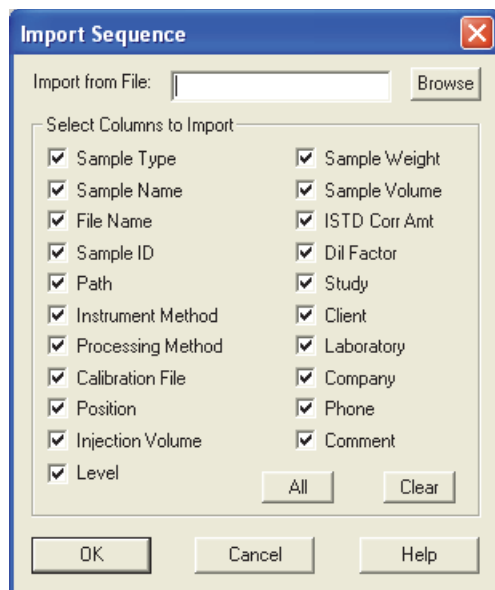 Import Sequence
Import from File:
Browse
Select Columns to Import
Sample Type
Sample Name
File Name
Sample ID
Path
Instrument Method
Processing Method
Calibration File
Position
Injection Volume
Level
Sample Weight
Sample Volume
ISTD Corr Amt
Dil Factor
Study
Client
Laboratory
Company
Phone
Comment
All
Clear
OK
Cancel
Help